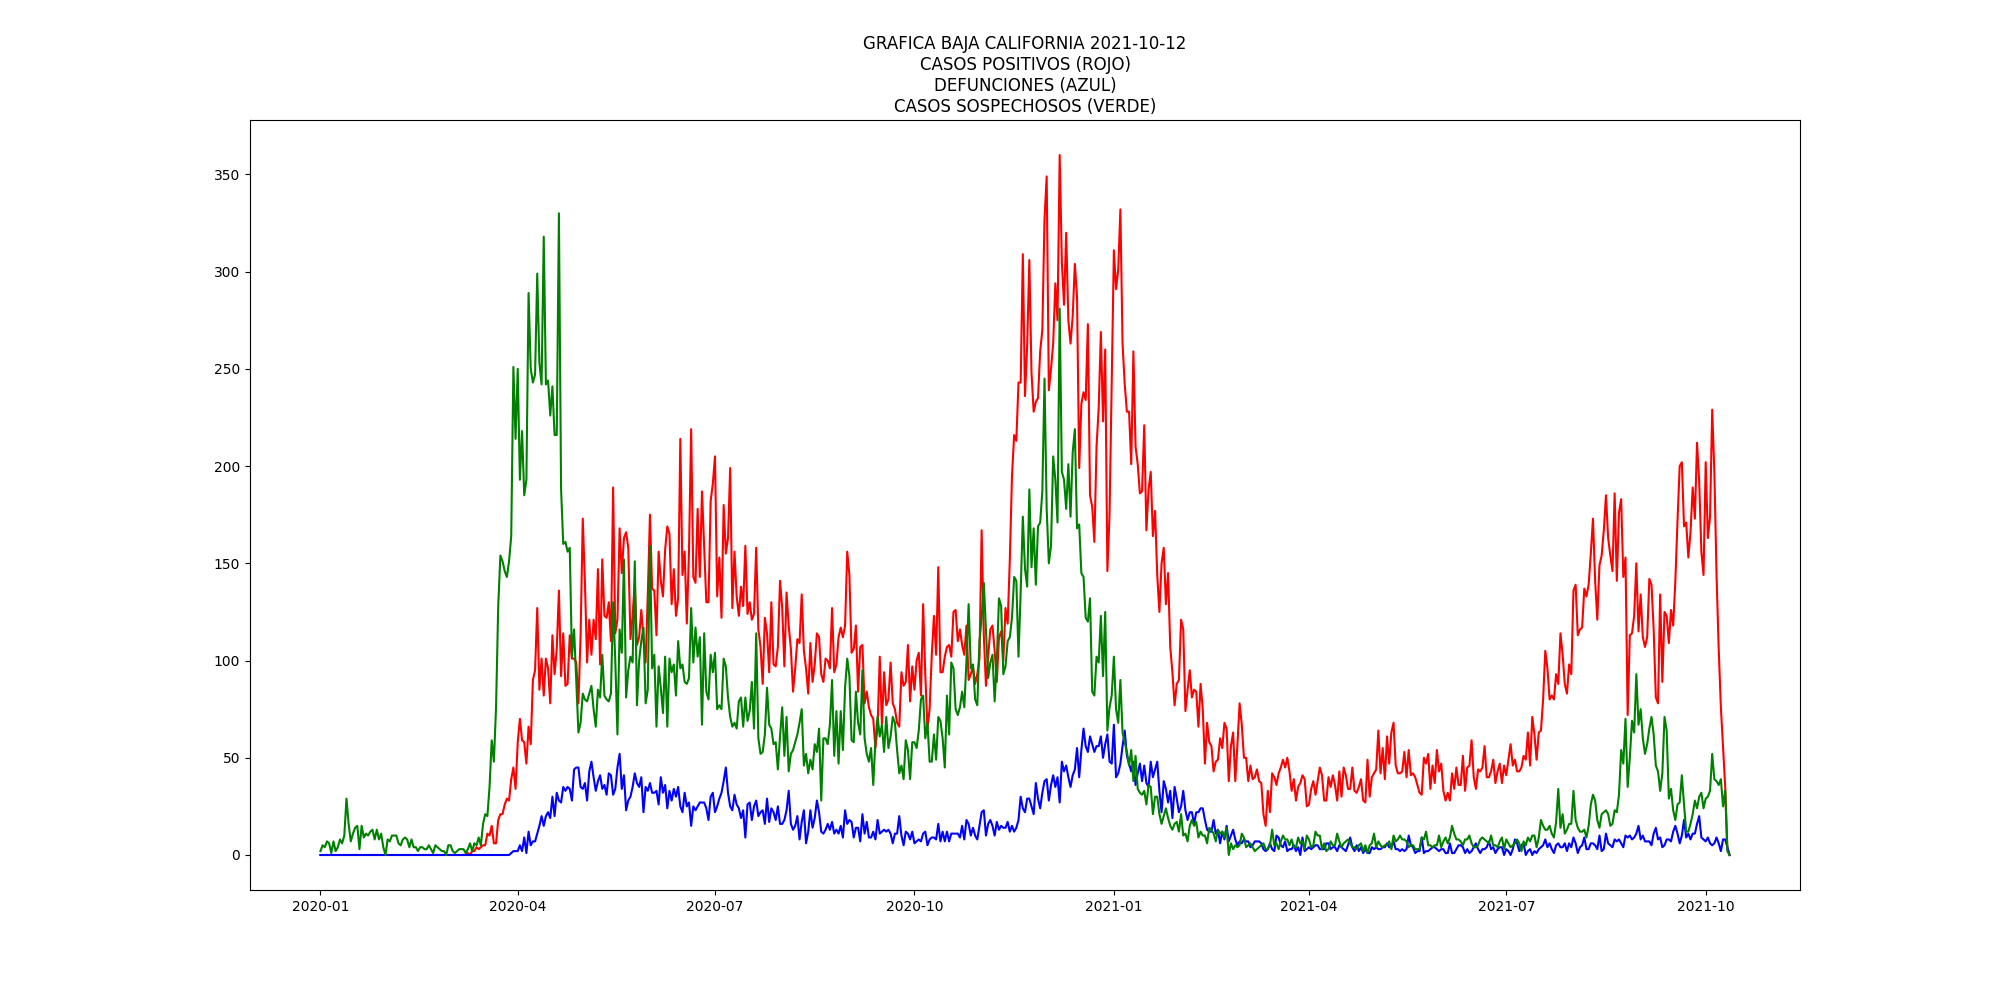 GRAFICA BAJA CALIFORNIA 2021-10-12
CASOS POSITIVOS (ROJO)
DEFUNCIONES (AZUL)
CASOS SOSPECHOSOS (VERDE)
350
300
250
200
150
100
50
0
2020-01 2020-04 2020-07 2020-10 2021-01 2021-04 2021-07 2021-10